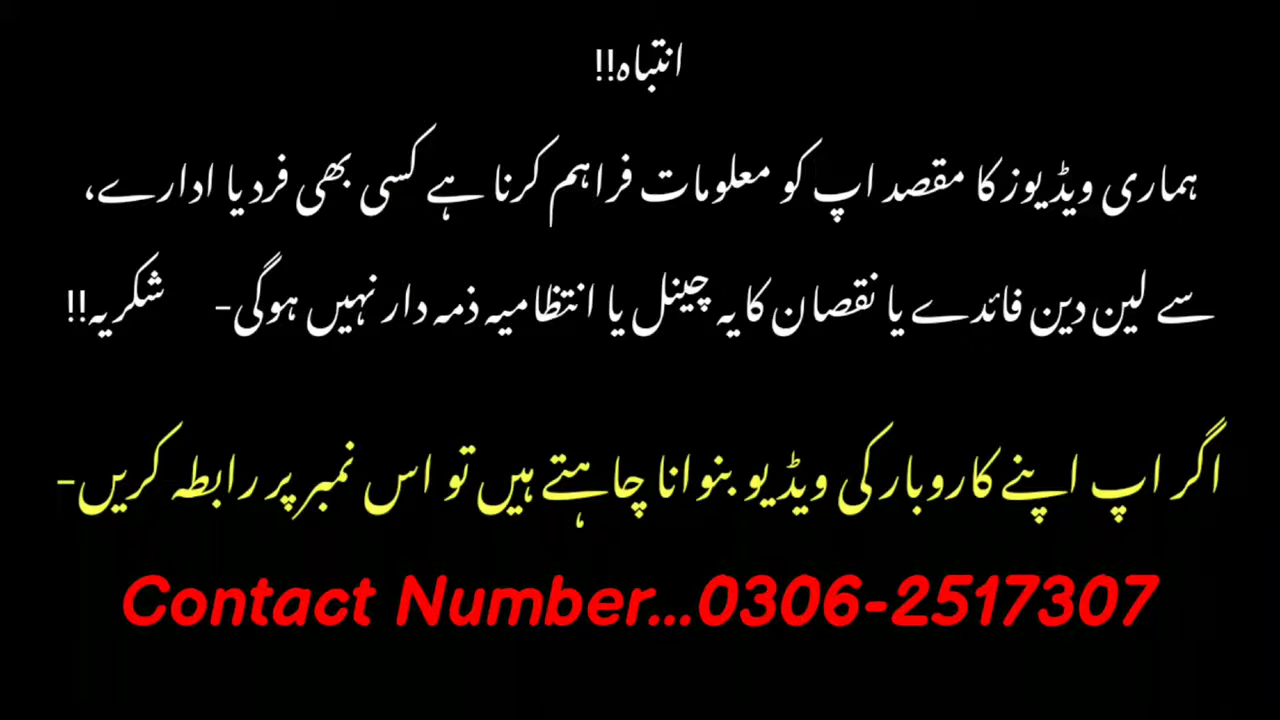 انتباہ!!
ہماری ویڈیوز کا مقصد اپ کو معلومات فراہم کرنا ہے کسی بھی فرد یا ادارے،
سے لین دین فائدے یا نقصان کا یہ چینل یا انتظامیہ ذمہ دار نہیں ہوگی- شکریہ!!
اگر اپ اپنے کاروبار کی ویڈیو بنوانا چاہتے ہیں تو اس نمبر پر رابطہ کریں-
Contact Number...0306-2517307